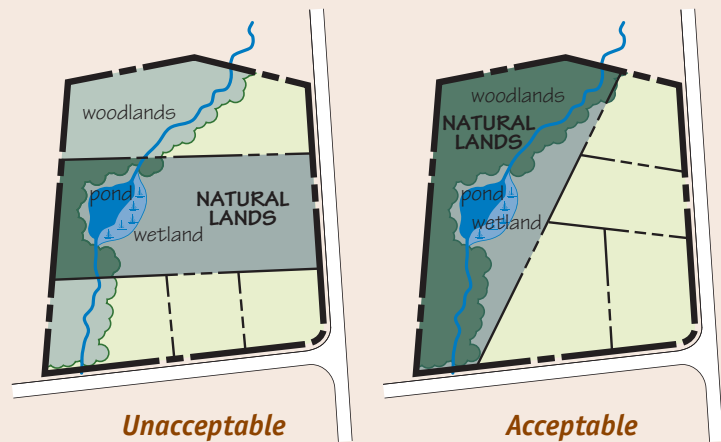 woodlands
pond
NATURAL
LANDS
wetland
Unacceptable
woodlands
NATURAL
LANDS
pond
wetland
Acceptable